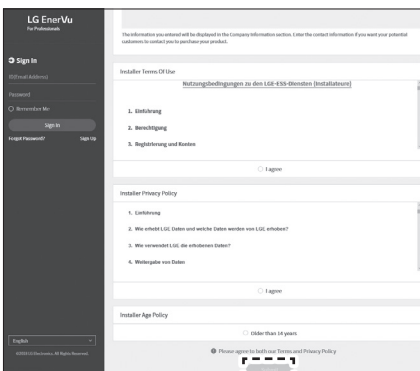 LG EnerVu
For Professionals
Sign In
ID(Email Address)
Password
Remember Me
Sign In
Forgot Password?
Sign Up
English
The information you entered will be displayed in the Company Information section. Enter the contact information if you want your potential
customers to contact you to purchase your product.
Installer Terms Of Use
Nutzungsbedingungen zu den LGE-ESS-Diensten (Installateure)
1. Einführung
2. Berechtigung
3. Registrierung und Konten
I agree
Installer Privacy Policy
1. Einführung
2. Wie erhebt LGE Daten und welche Daten werden von LGE erhoben?
3. Wie verwendet LGE die erhobenen Daten?
4. Weitergabe von Daten
I agree
Installer Age Policy
Older than 14 years
Please agree to both our Terms and Privacy Policy